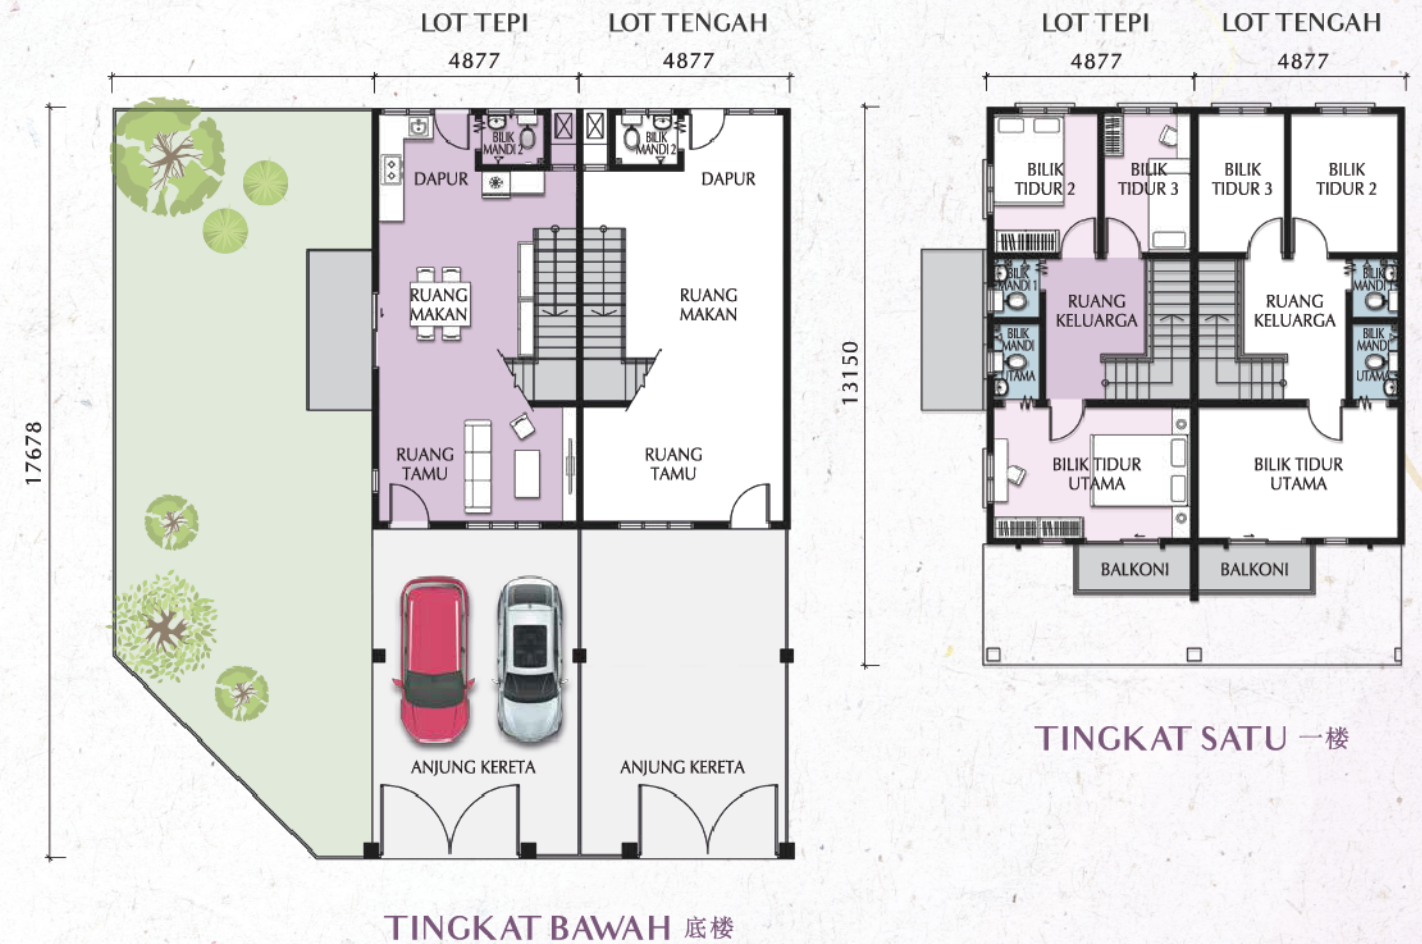 LOT TEPI
LOT TENGAH
4877
4877
17678
BILIK
MANDI 2
BILIK
MANDI 2
DAPUR
DAPUR
RUANG
MAKAN
RUANG
MAKAN
RUANG
TAMU
RUANG
TAMU
ANJUNG KERETA
ANJUNG KERETA
TINGKAT BAWAH 底楼
LOT TEPI
LOT TENGAH
4877
4877
13150
BILIK
TIDUR 2
BILIK
TIDUR 3
BILIK
TIDUR 3
BILIK
TIDUR 2
BILIK
MANDI 1
RUANG
KELUARGA
RUANG
KELUARGA
BILIK
MANDI 1
BILIK
MANDI
UTAMA
BILIK
MANDI
UTAMA
BILIK TIDUR
UTAMA
BILIK TIDUR
UTAMA
BALKONI
BALKONI
TINGKAT SATU 一楼